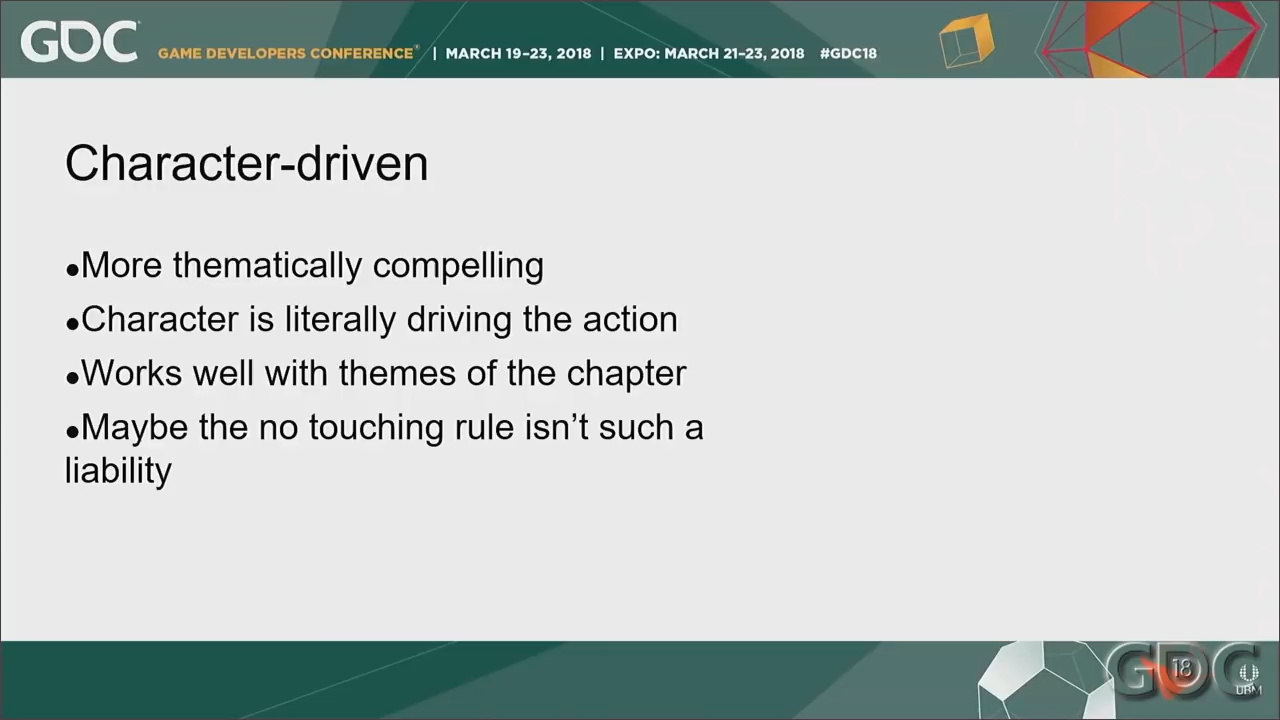 GDC GAME DEVELOPERS CONFERENCE® | MARCH 19–23, 2018 | EXPO: MARCH 21–23, 2018 #GDC18
Character-driven
●More thematically compelling
●Character is literally driving the action
●Works well with themes of the chapter
●Maybe the no touching rule isn’t such a
liability
GDC 18 UBM